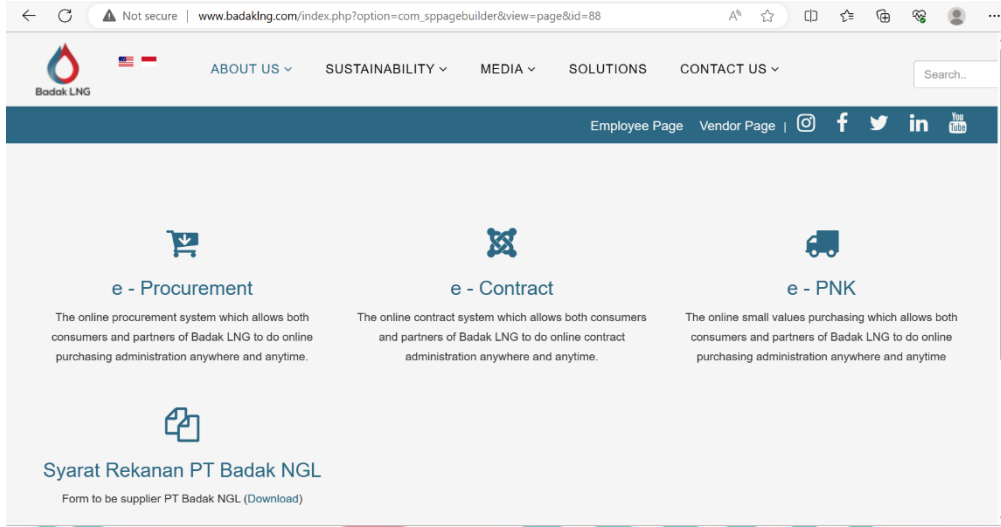 Not secure | www.badaklng.com/index.php?option=com_sppagebuilder&view=page&id=88
Badak LNG
ABOUT US SUSTAINABILITY MEDIA SOLUTIONS CONTACT US Search..
Employee Page Vendor Page | You Tube
e - Procurement
The online procurement system which allows both
consumers and partners of Badak LNG to do online
purchasing administration anywhere and anytime.
e - Contract
The online contract system which allows both consumers
and partners of Badak LNG to do online contract
administration anywhere and anytime.
e - PNK
The online small values purchasing which allows both
consumers and partners of Badak LNG to do online
purchasing administration anywhere and anytime
Syarat Rekanan PT Badak NGL
Form to be supplier PT Badak NGL (Download)